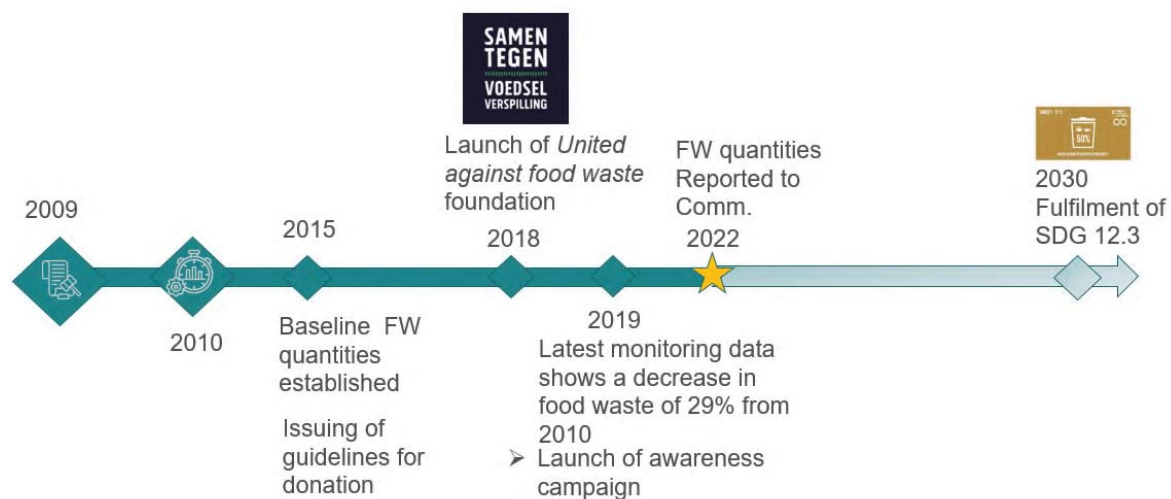 SAMEN
TEGEN
VOEDSEL
VERSPILLING
Launch of United
against food waste
foundation
2018
FW quantities
Reported to
Comm.
2022
50%
2030
Fulfilment of
SDG 12.3
2009
2015
2010
Baseline FW
quantities
established
Issuing of
guidelines for
donation
2019
Latest monitoring data
shows a decrease in
food waste of 29% from
2010
➢ Launch of awareness
campaign